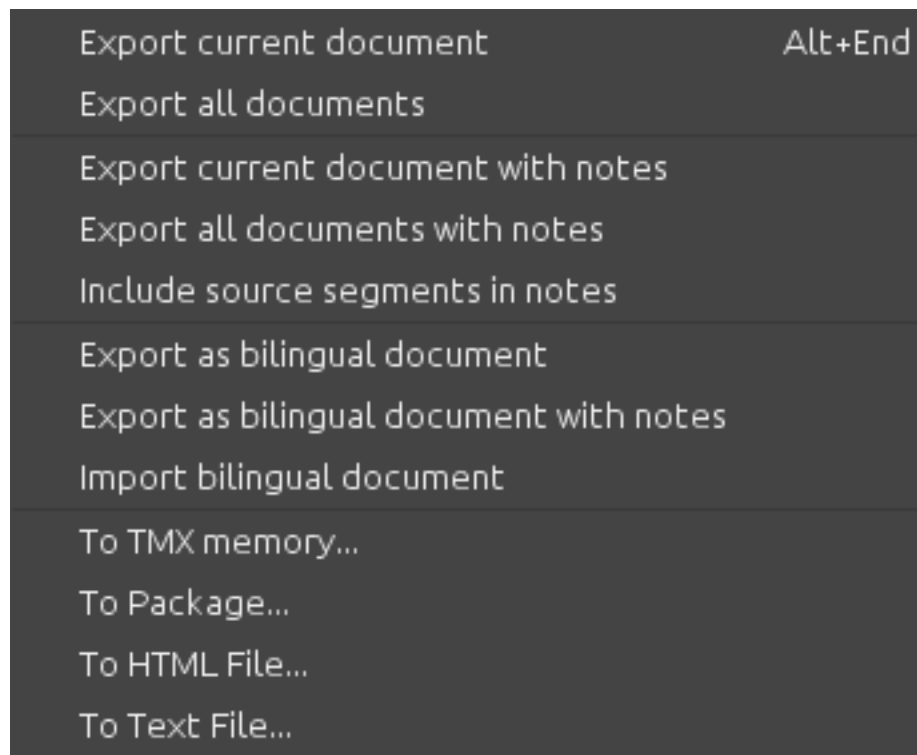 Export current document Alt+End
Export all documents
Export current document with notes
Export all documents with notes
Include source segments in notes
Export as bilingual document
Export as bilingual document with notes
Import bilingual document
To TMX memory...
To Package...
To HTML File...
To Text File...